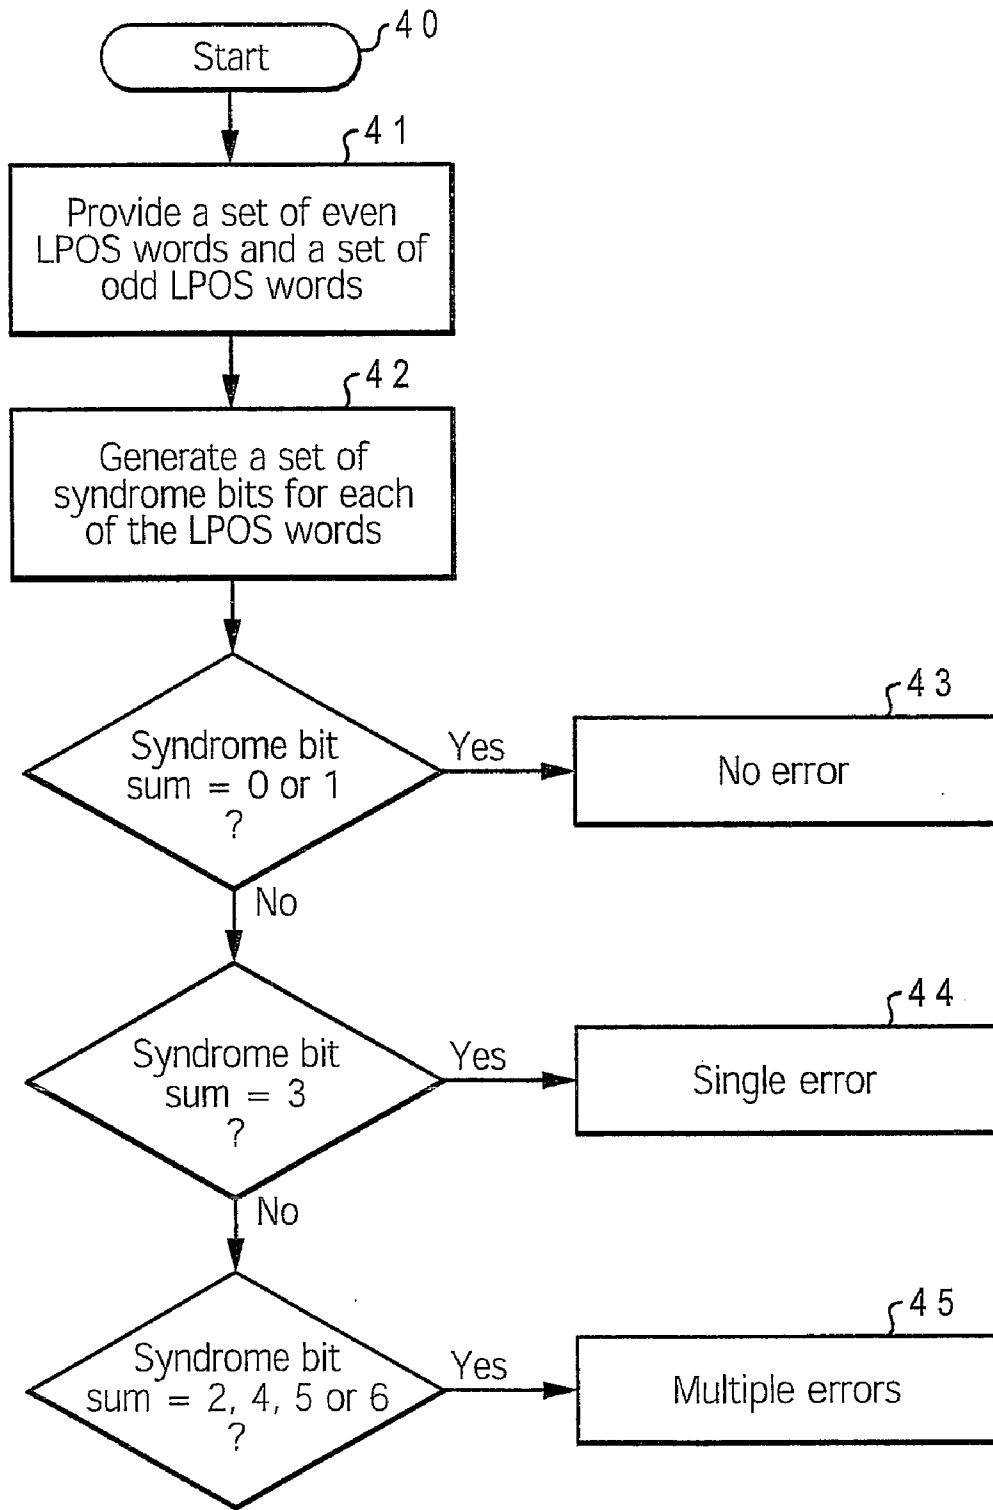 40
Start
41
Provide a set of even
LPOS words and a set of
odd LPOS words
42
Generate a set of
syndrome bits for each
of the LPOS words
Syndrome bit
sum = 0 or 1
?
Yes
43
No error
No
Syndrome bit
sum = 3
?
Yes
44
Single error
No
Syndrome bit
sum = 2, 4, 5 or 6
?
Yes
45
Multiple errors